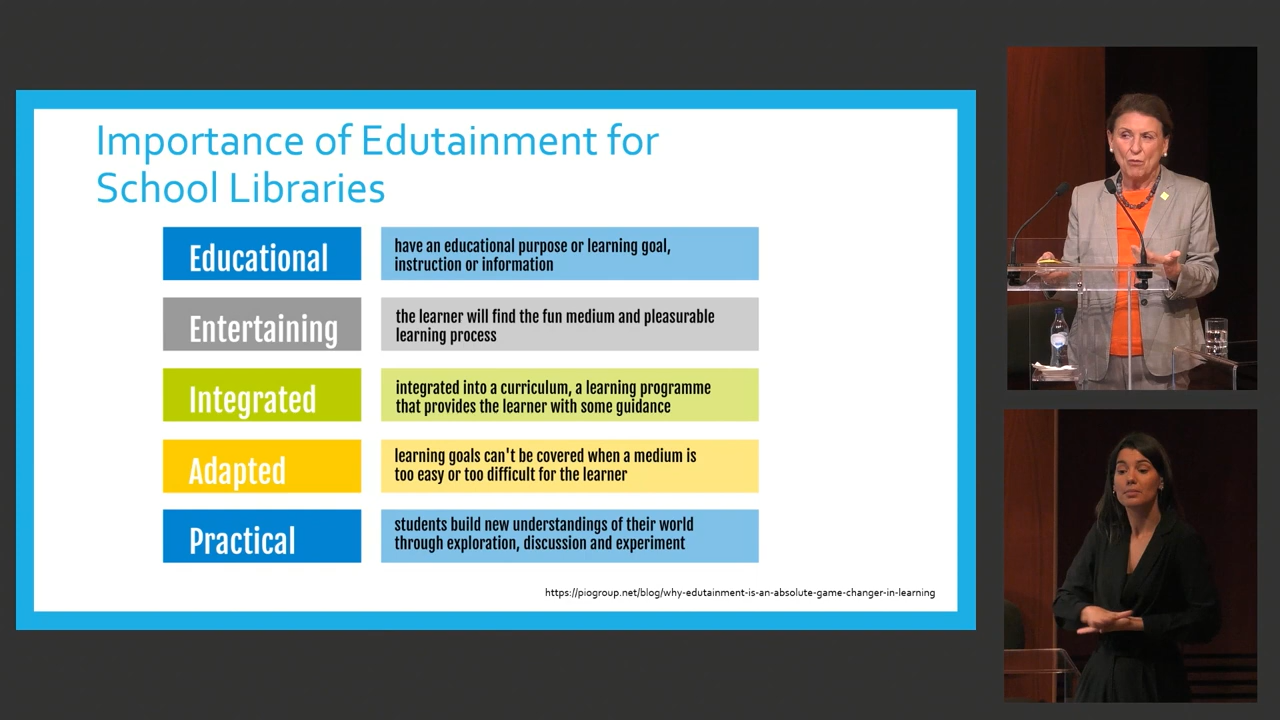 Importance of Edutainment for
School Libraries
Educational
have an educational purpose or learning goal,
instruction or information
Entertaining
the learner will find the fun medium and pleasurable
learning process
Integrated
integrated into a curriculum, a learning programme
that provides the learner with some guidance
Adapted
learning goals can't be covered when a medium is
too easy or too difficult for the learner
Practical
students build new understandings of their world
through exploration, discussion and experiment
https://piogroup.net/blog/why-edutainment-is-an-absolute-game-changer-in-learning